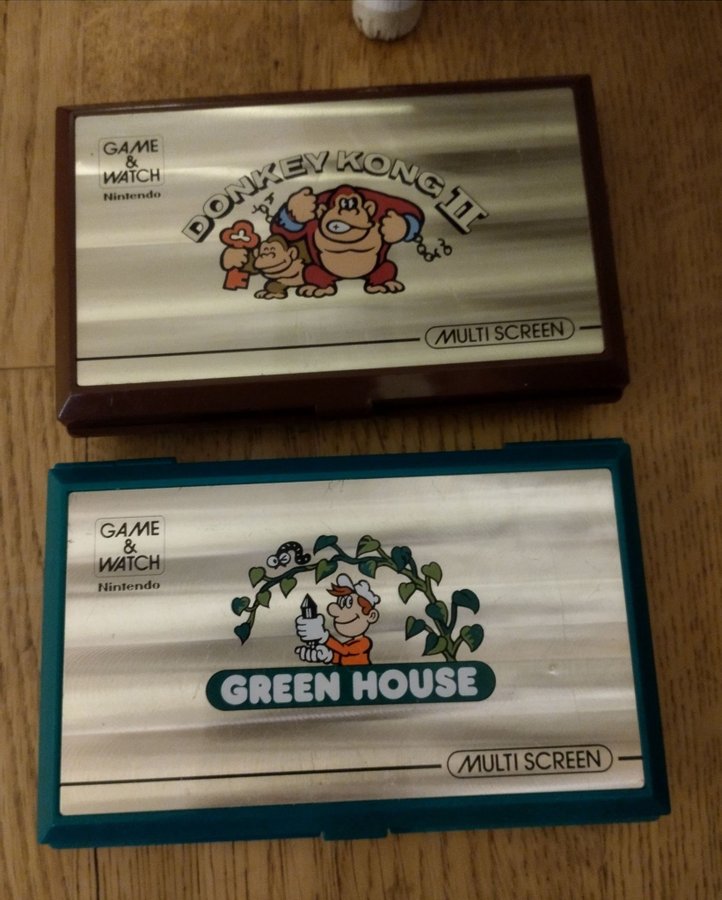 GAME
&
WATCH
Nintendo
DONKEY KONG II
MULTI SCREEN
GAME
&
WATCH
Nintendo
GREEN HOUSE
MULTI SCREEN